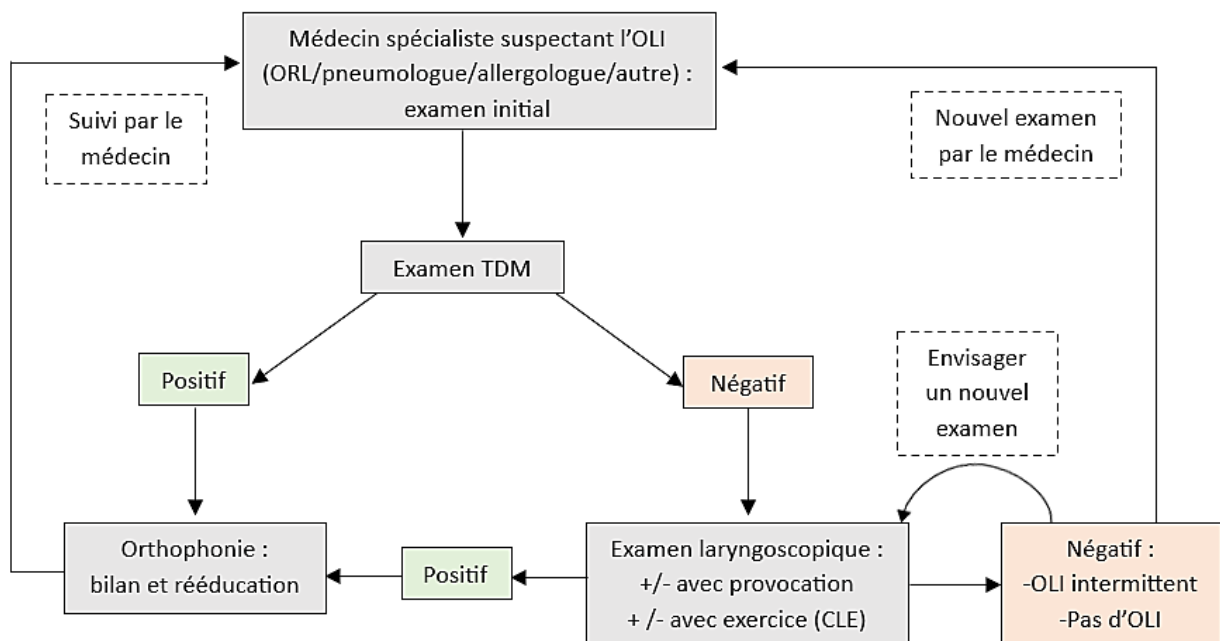 Médecin spécialiste suspectant l'OLI
(ORL/pneumologue/allergologue/autre) :
examen initial
Suivi par le
médecin
Nouvel examen
par le médecin
Examen TDM
Positif
Négatif
Envisager
un nouvel
examen
Orthophonie :
bilan et rééducation
Positif
Examen laryngoscopique :
+/- avec provocation
+ /- avec exercice (CLE)
Négatif :
-OLI intermittent
-Pas d'OLI